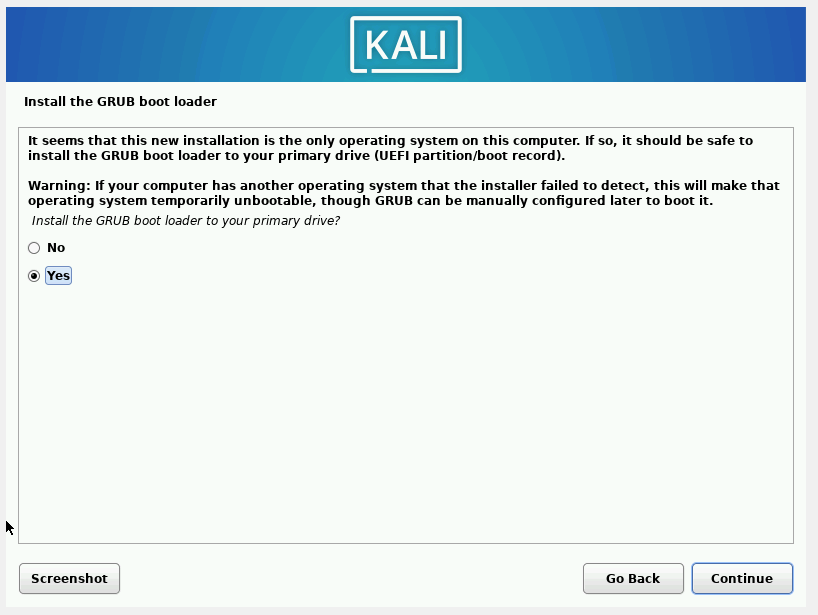 KALI
Install the GRUB boot loader
It seems that this new installation is the only operating system on this computer. If so, it should be safe to
install the GRUB boot loader to your primary drive (UEFI partition/boot record).
Warning: If your computer has another operating system that the installer failed to detect, this will make that
operating system temporarily unbootable, though GRUB can be manually configured later to boot it.
Install the GRUB boot loader to your primary drive?
No
Yes
Screenshot
Go Back
Continue